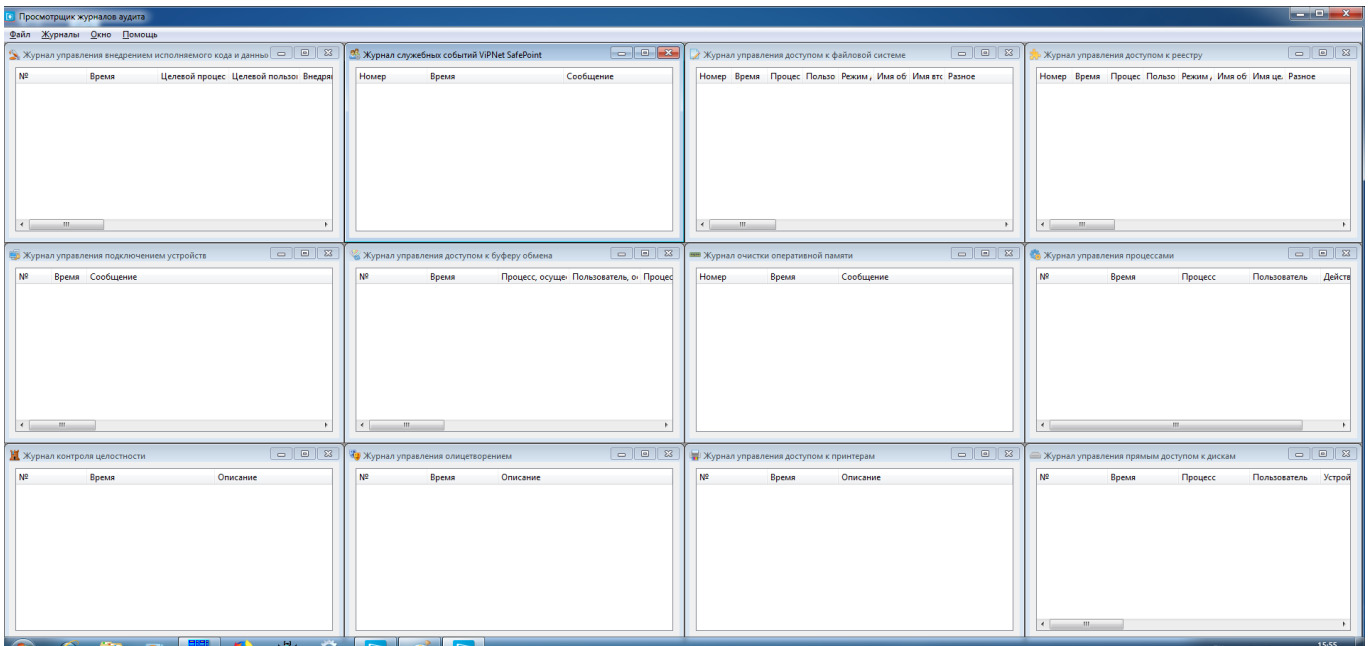 Просмотрщик журналов аудита
Файл Журналы Окно Помощь
Журнал управления внедрением исполняемого кода и данны
№ Время Целевой процес Целевой пользо Внедря
Журнал служебных событий ViPNet SafePoint
Номер Время Сообщение
Журнал управления доступом к файловой системе
Номер Время Процес Пользо Режим , Имя об Имя втс Разное
Журнал управления доступом к реестру
Номер Время Процес Пользо Режим , Имя об Имя це. Разное
Журнал управления подключением устройств
№ Время Сообщение
Журнал управления доступом к буферу обмена
№ Время Процесс, осуще Пользователь, о Процес
Журнал очистки оперативной памяти
Номер Время Сообщение
Журнал управления процессами
№ Время Процесс Пользователь Действ
Журнал контроля целостности
№ Время Описание
Журнал управления олицетворением
№ Время Описание
Журнал управления доступом к принтерам
№ Время Описание
Журнал управления прямым доступом к дискам
№ Время Процесс Пользователь Устрой
15:55